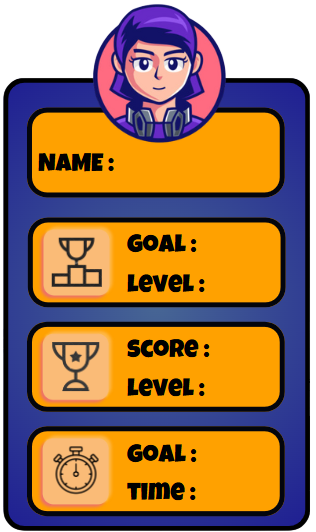 NAME :
GOAL :
Level :
SCORE :
Level :
GOAL :
Time :